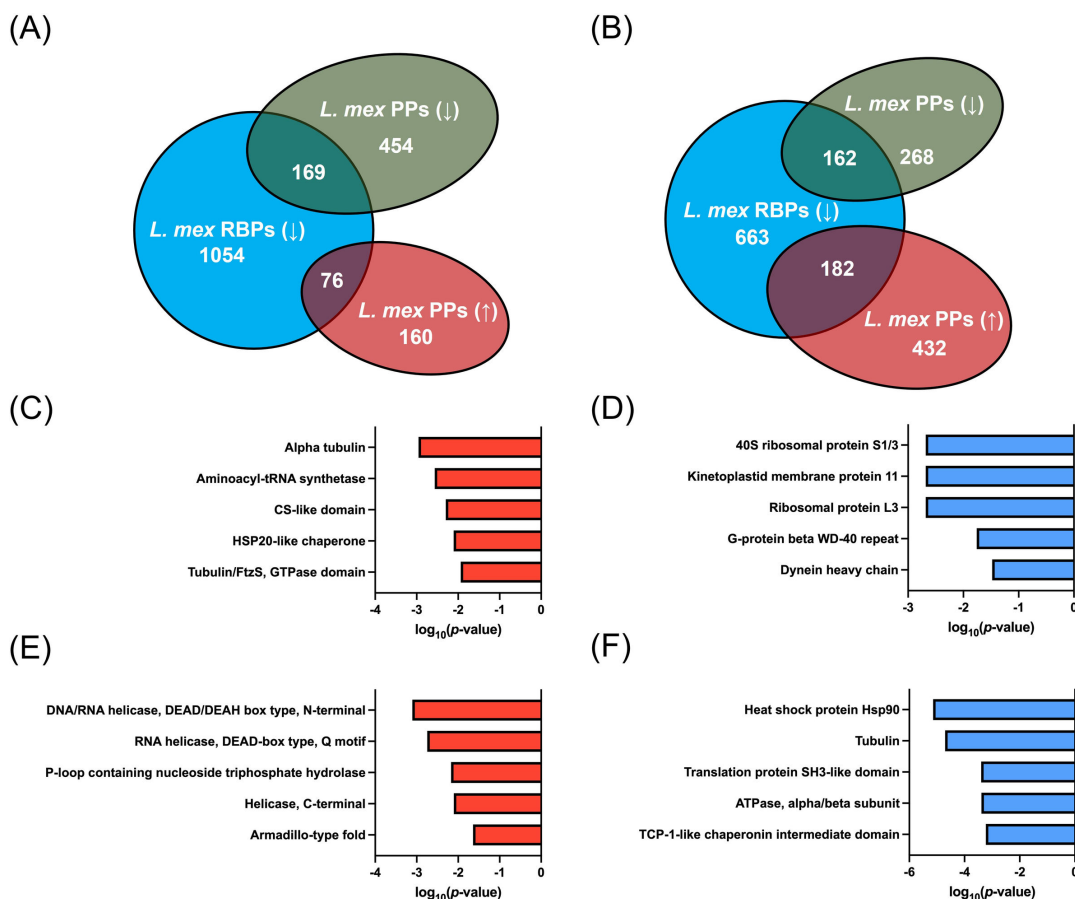 (A)
L. mex PPs (↓)
454
169
L. mex RBPs (↓)
1054
76
L. mex PPs (↑)
160
(B)
L. mex PPs (↓)
162
268
L. mex RBPs (↓)
663
182
L. mex PPs (↑)
432
(C)
Alpha tubulin
Aminoacyl-tRNA synthetase
CS-like domain
HSP20-like chaperone
Tubulin/FtzS, GTPase domain
-4 -3 -2 -1 0
log10(p-value)
(D)
40S ribosomal protein S1/3
Kinetoplastid membrane protein 11
Ribosomal protein L3
G-protein beta WD-40 repeat
Dynein heavy chain
-3 -2 -1 0
log10(p-value)
(E)
DNA/RNA helicase, DEAD/DEAH box type, N-terminal
RNA helicase, DEAD-box type, Q motif
P-loop containing nucleoside triphosphate hydrolase
Helicase, C-terminal
Armadillo-type fold
-4 -3 -2 -1 0
log10(p-value)
(F)
Heat shock protein Hsp90
Tubulin
Translation protein SH3-like domain
ATPase, alpha/beta subunit
TCP-1-like chaperonin intermediate domain
-6 -4 -2 0
log10(p-value)